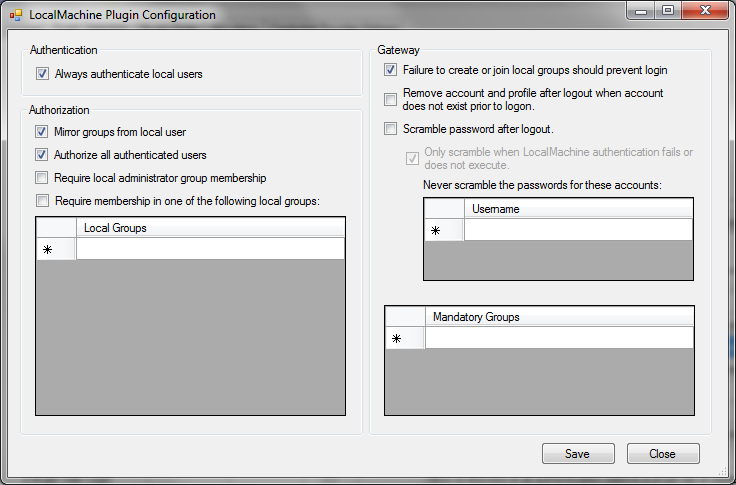 LocalMachine Plugin Configuration
Authentication
Always authenticate local users
Authorization
Mirror groups from local user
Authorize all authenticated users
Require local administrator group membership
Require membership in one of the following local groups:
Local Groups
Gateway
Failure to create or join local groups should prevent login
Remove account and profile after logout when account
does not exist prior to logon.
Scramble password after logout.
Only scramble when LocalMachine authentication fails or
does not execute.
Never scramble the passwords for these accounts:
Username
Mandatory Groups
Save
Close